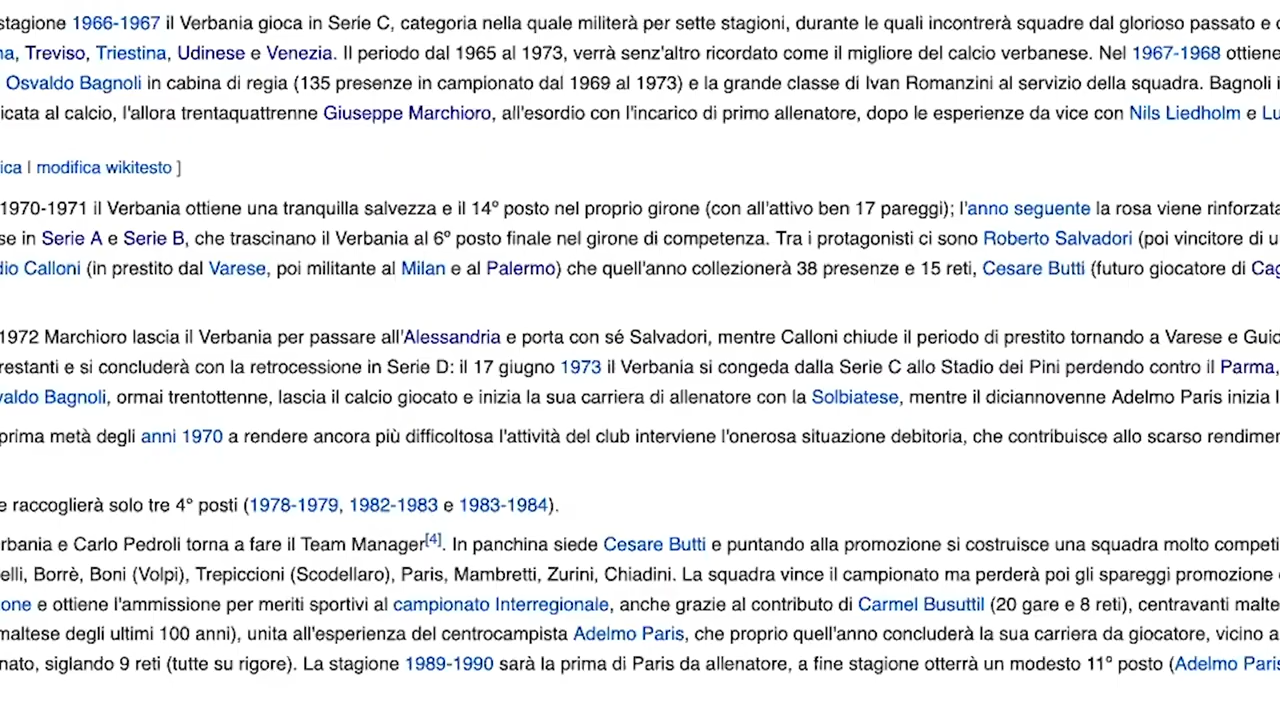 stagione 1966-1967 il Verbania gioca in Serie C, categoria nella quale militerà per sette stagioni, durante le quali incontrerà squadre dal glorioso passato e
na, Treviso, Triestina, Udinese e Venezia. Il periodo dal 1965 al 1973, verrà senz'altro ricordato come il migliore del calcio verbanese. Nel 1967-1968 ottiene
Osvaldo Bagnoli in cabina di regia (135 presenze in campionato dal 1969 al 1973) e la grande classe di Ivan Romanzini al servizio della squadra. Bagnoli i
icata al calcio, l'allora trentaquattrenne Giuseppe Marchioro, all'esordio con l'incarico di primo allenatore, dopo le esperienze da vice con Nils Liedholm e Lu
ica | modifica wikitesto ]
1970-1971 il Verbania ottiene una tranquilla salvezza e il 14º posto nel proprio girone (con all'attivo ben 17 pareggi); l'anno seguente la rosa viene rinforzata
se in Serie A e Serie B, che trascinano il Verbania al 6º posto finale nel girone di competenza. Tra i protagonisti ci sono Roberto Salvadori (poi vincitore di u
dio Calloni (in prestito dal Varese, poi militante al Milan e al Palermo) che quell'anno collezionerà 38 presenze e 15 reti, Cesare Butti (futuro giocatore di Cag
1972 Marchioro lascia il Verbania per passare all'Alessandria e porta con sé Salvadori, mentre Calloni chiude il periodo di prestito tornando a Varese e Guid
restanti e si concluderà con la retrocessione in Serie D: il 17 giugno 1973 il Verbania si congeda dalla Serie C allo Stadio dei Pini perdendo contro il Parma,
valdo Bagnoli, ormai trentottenne, lascia il calcio giocato e inizia la sua carriera di allenatore con la Solbiatese, mentre il diciannovenne Adelmo Paris inizia l
prima metà degli anni 1970 a rendere ancora più difficoltosa l'attività del club interviene l'onerosa situazione debitoria, che contribuisce allo scarso rendimen
e raccoglierà solo tre 4° posti (1978-1979, 1982-1983 e 1983-1984).
rbania e Carlo Pedroli torna a fare il Team Manager[4]. In panchina siede Cesare Butti e puntando alla promozione si costruisce una squadra molto competi
elli, Borrè, Boni (Volpi), Trepiccioni (Scodellaro), Paris, Mambretti, Zurini, Chiadini. La squadra vince il campionato ma perderà poi gli spareggi promozione
one e ottiene l'ammissione per meriti sportivi al campionato Interregionale, anche grazie al contributo di Carmel Busuttil (20 gare e 8 reti), centravanti malte
maltese degli ultimi 100 anni), unita all'esperienza del centrocampista Adelmo Paris, che proprio quell'anno concluderà la sua carriera da giocatore, vicino a
nato, siglando 9 reti (tutte su rigore). La stagione 1989-1990 sarà la prima di Paris da allenatore, a fine stagione otterrà un modesto 11º posto (Adelmo Paris